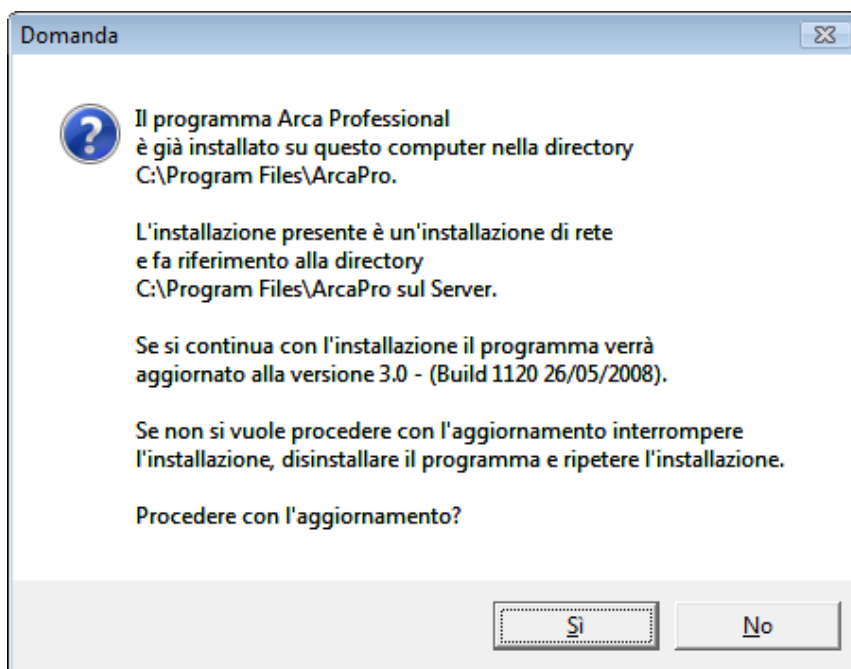 Domanda
Il programma Arca Professional
è già installato su questo computer nella directory
C:\Program Files\ArcaPro.
L'installazione presente è un'installazione di rete
e fa riferimento alla directory
C:\Program Files\ArcaPro sul Server.
Se si continua con l'installazione il programma verrà
aggiornato alla versione 3.0 - (Build 1120 26/05/2008).
Se non si vuole procedere con l'aggiornamento interrompere
l'installazione, disinstallare il programma e ripetere l'installazione.
Procedere con l'aggiornamento?
Sì No